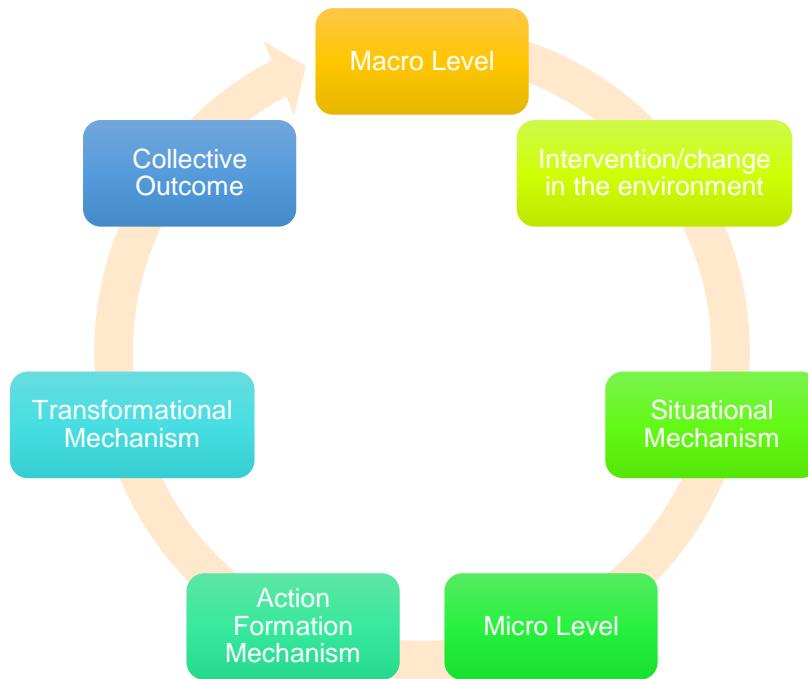 Macro Level
Intervention/change
in the environment
Situational
Mechanism
Micro Level
Action
Formation
Mechanism
Transformational
Mechanism
Collective
Outcome